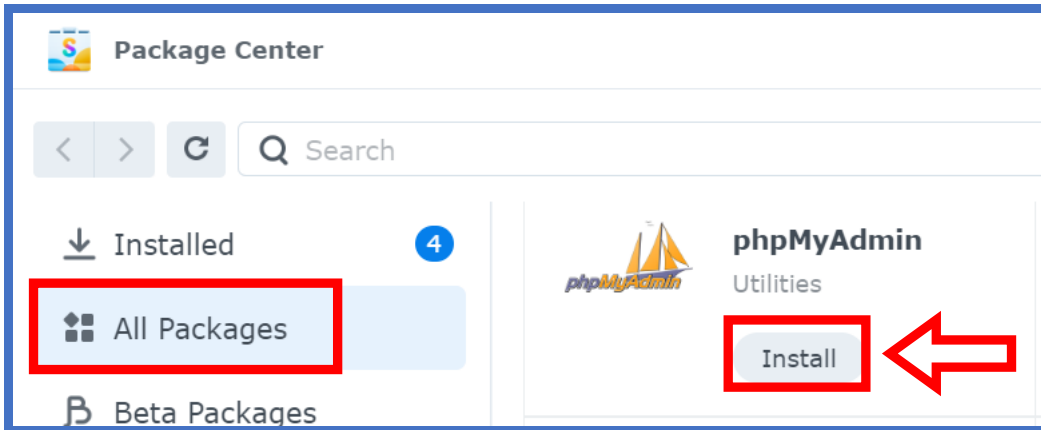 S
Package Center
Search
Installed
4
All Packages
Beta Packages
phpMyAdmin
phpMyAdmin
Utilities
Install